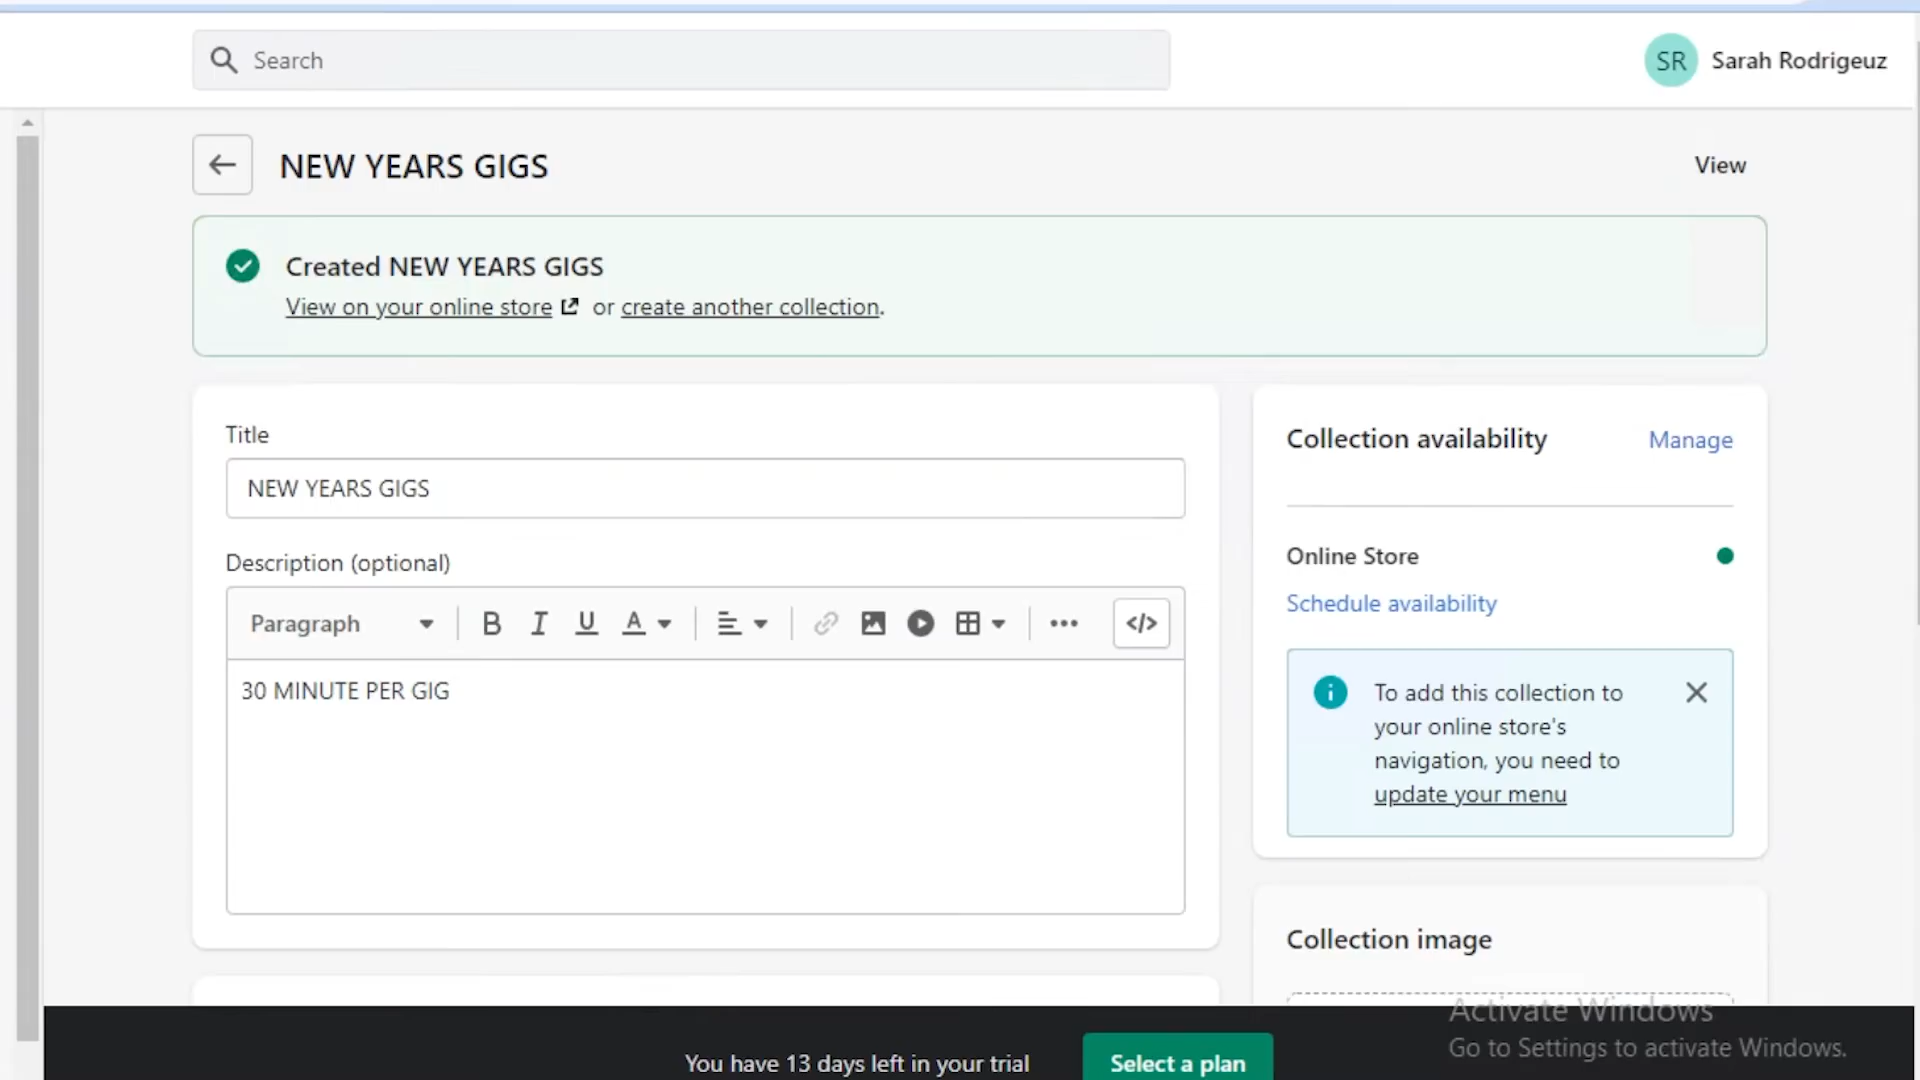 Search
SR Sarah Rodrigeuz
NEW YEARS GIGS
View
Created NEW YEARS GIGS
View on your online store or create another collection.
Title
NEW YEARS GIGS
Description (optional)
Paragraph B I U A </>
30 MINUTE PER GIG
Collection availability Manage
Online Store
Schedule availability
To add this collection to
your online store's
navigation, you need to
update your menu
Collection image
You have 13 days left in your trial
Select a plan
Activate Windows
Go to Settings to activate Windows.